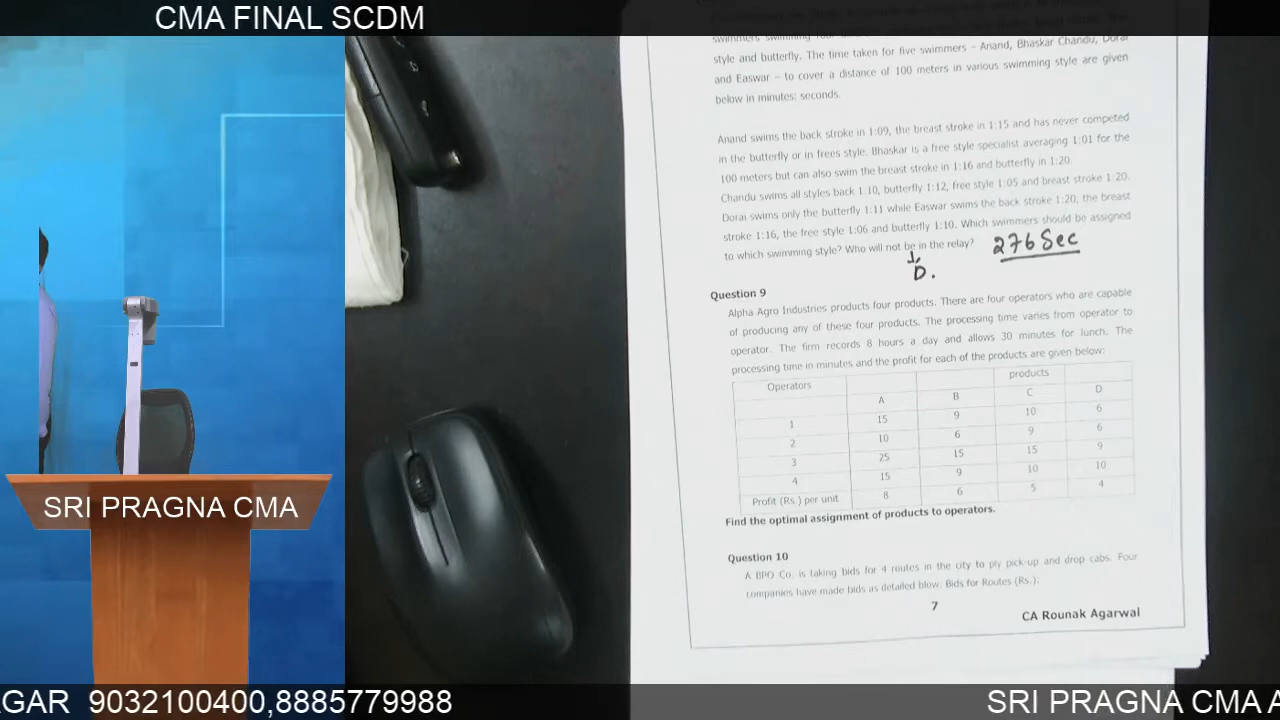 CMA FINAL SCDM
style and butterfly. The time taken for five swimmers – Anand, Bhaskar Chandu, Dorai
and Easwar – to cover a distance of 100 meters in various swimming style are given
below in minutes: seconds.
Anand swims the back stroke in 1:09, the breast stroke in 1:15 and has never competed
in the butterfly or in frees style. Bhaskar is a free style specialist averaging 1:01 for the
100 meters but can also swim the breast stroke in 1:16 and butterfly in 1:20.
Chandu swims all styles back 1:10, butterfly 1:12, free style 1:05 and breast stroke 1:20.
Dorai swims only the butterfly 1:11 while Easwar swims the back stroke 1:20, the breast
stroke 1:16, the free style 1:06 and butterfly 1:10. Which swimmers should be assigned
to which swimming style? Who will not be in the relay? 276 Sec
D.
Question 9
Alpha Agro Industries products four products. There are four operators who are capable
of producing any of these four products. The processing time varies from operator to
operator. The firm records 8 hours a day and allows 30 minutes for lunch. The
processing time in minutes and the profit for each of the products are given below:
Operators products
A B C D
1 15 9 10 6
2 10 6 9 6
3 25 15 15 9
4 15 9 10 10
Profit (Rs.) per unit 8 6 5 4
Find the optimal assignment of products to operators.
Question 10
A BPO Co. is taking bids for 4 routes in the city to ply pick-up and drop cabs. Four
companies have made bids as detailed blow. Bids for Routes (Rs.):
7
CA Rounak Agarwal
SRI PRAGNA CMA
AGAR 9032100400,8885779988 SRI PRAGNA CMA A